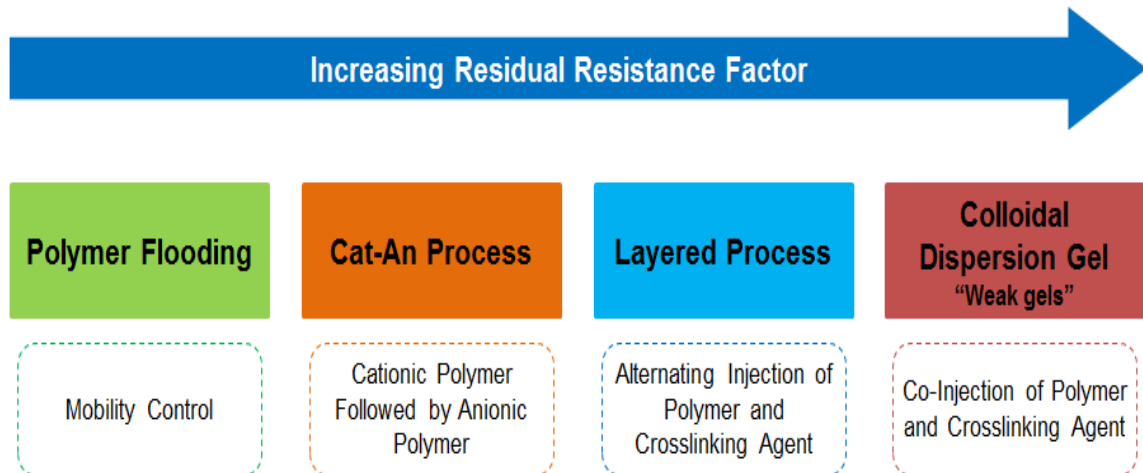 Increasing Residual Resistance Factor
Polymer Flooding
Cat-An Process
Layered Process
Colloidal
Dispersion Gel
“Weak gels”
Mobility Control
Cationic Polymer
Followed by Anionic
Polymer
Alternating Injection of
Polymer and
Crosslinking Agent
Co-Injection of Polymer
and Crosslinking Agent